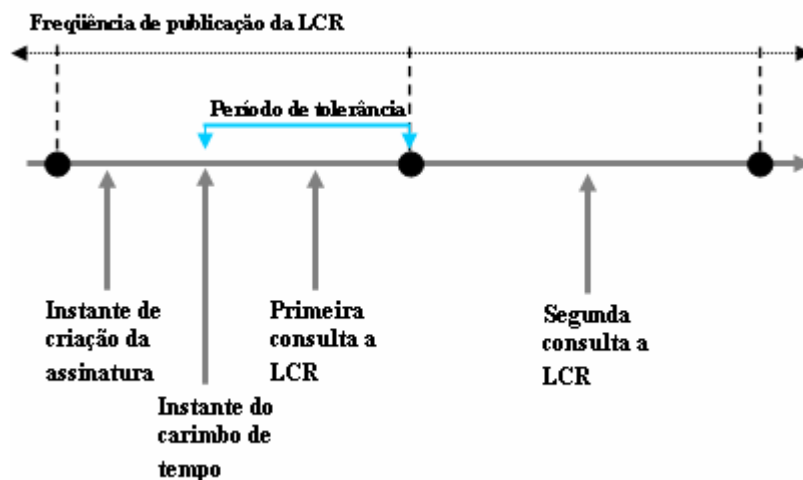 Freqüência de publicação da LCR
Período de tolerância
Instante de
criação da
assinatura
Instante do
carimbo de
tempo
Primeira
consulta a
LCR
Segunda
consulta a
LCR